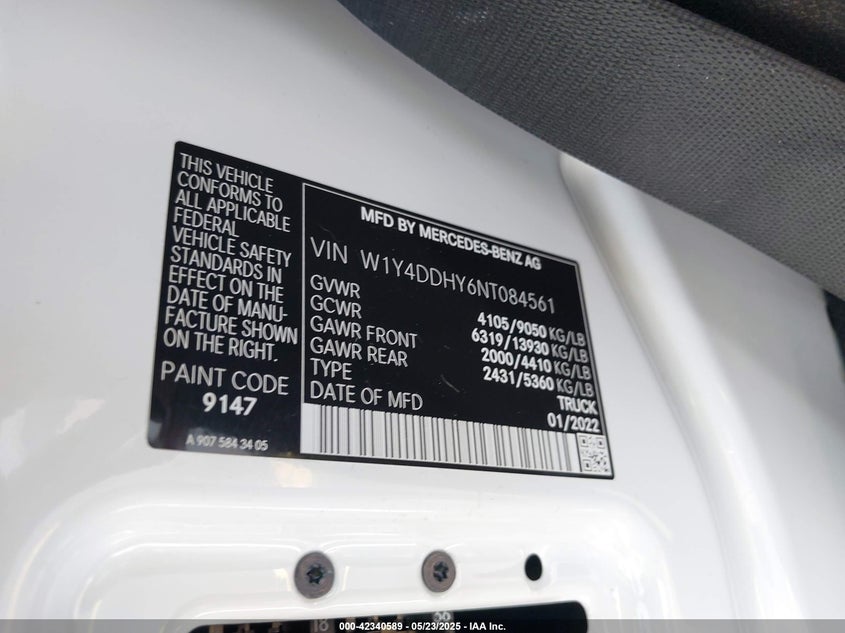 THIS VEHICLE
CONFORMS TO
ALL APPLICABLE
FEDERAL
VEHICLE SAFETY
STANDARDS IN
EFFECT ON THE
DATE OF MANU-
FACTURE SHOWN
ON THE RIGHT.
PAINT CODE
9147
A 907 584 34 05
MFD BY MERCEDES-BENZ AG
VIN W1Y4DDHY6NT084561
GVWR 4105/9050 KG/LB
GCWR 6319/13930 KG/LB
GAWR FRONT 2000/4410 KG/LB
GAWR REAR 2431/5360 KG/LB
TYPE TRUCK
DATE OF MFD 01/2022
000-42340589 - 05/23/2025 - IAA Inc.